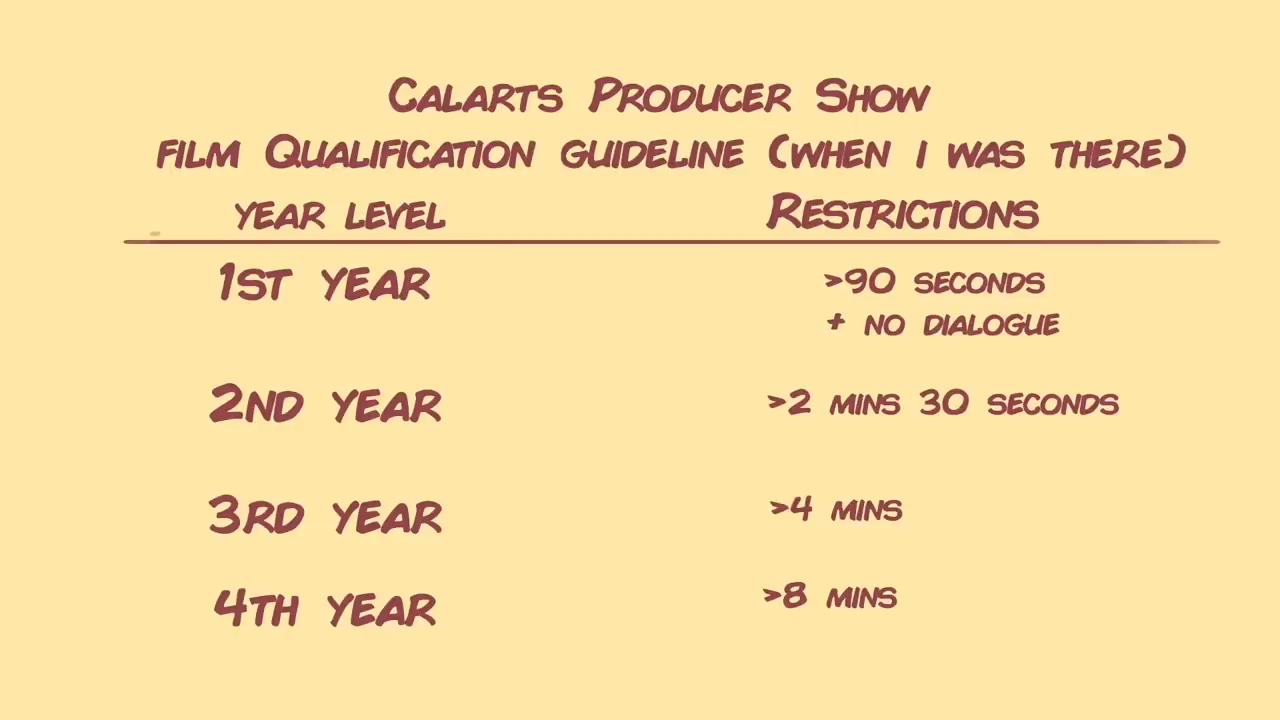 Calarts Producer Show
film Qualification guideline (when I was there)
year level Restrictions
1st year >90 seconds
+ no dialogue
2nd year >2 mins 30 seconds
3rd year >4 mins
4th year >8 mins